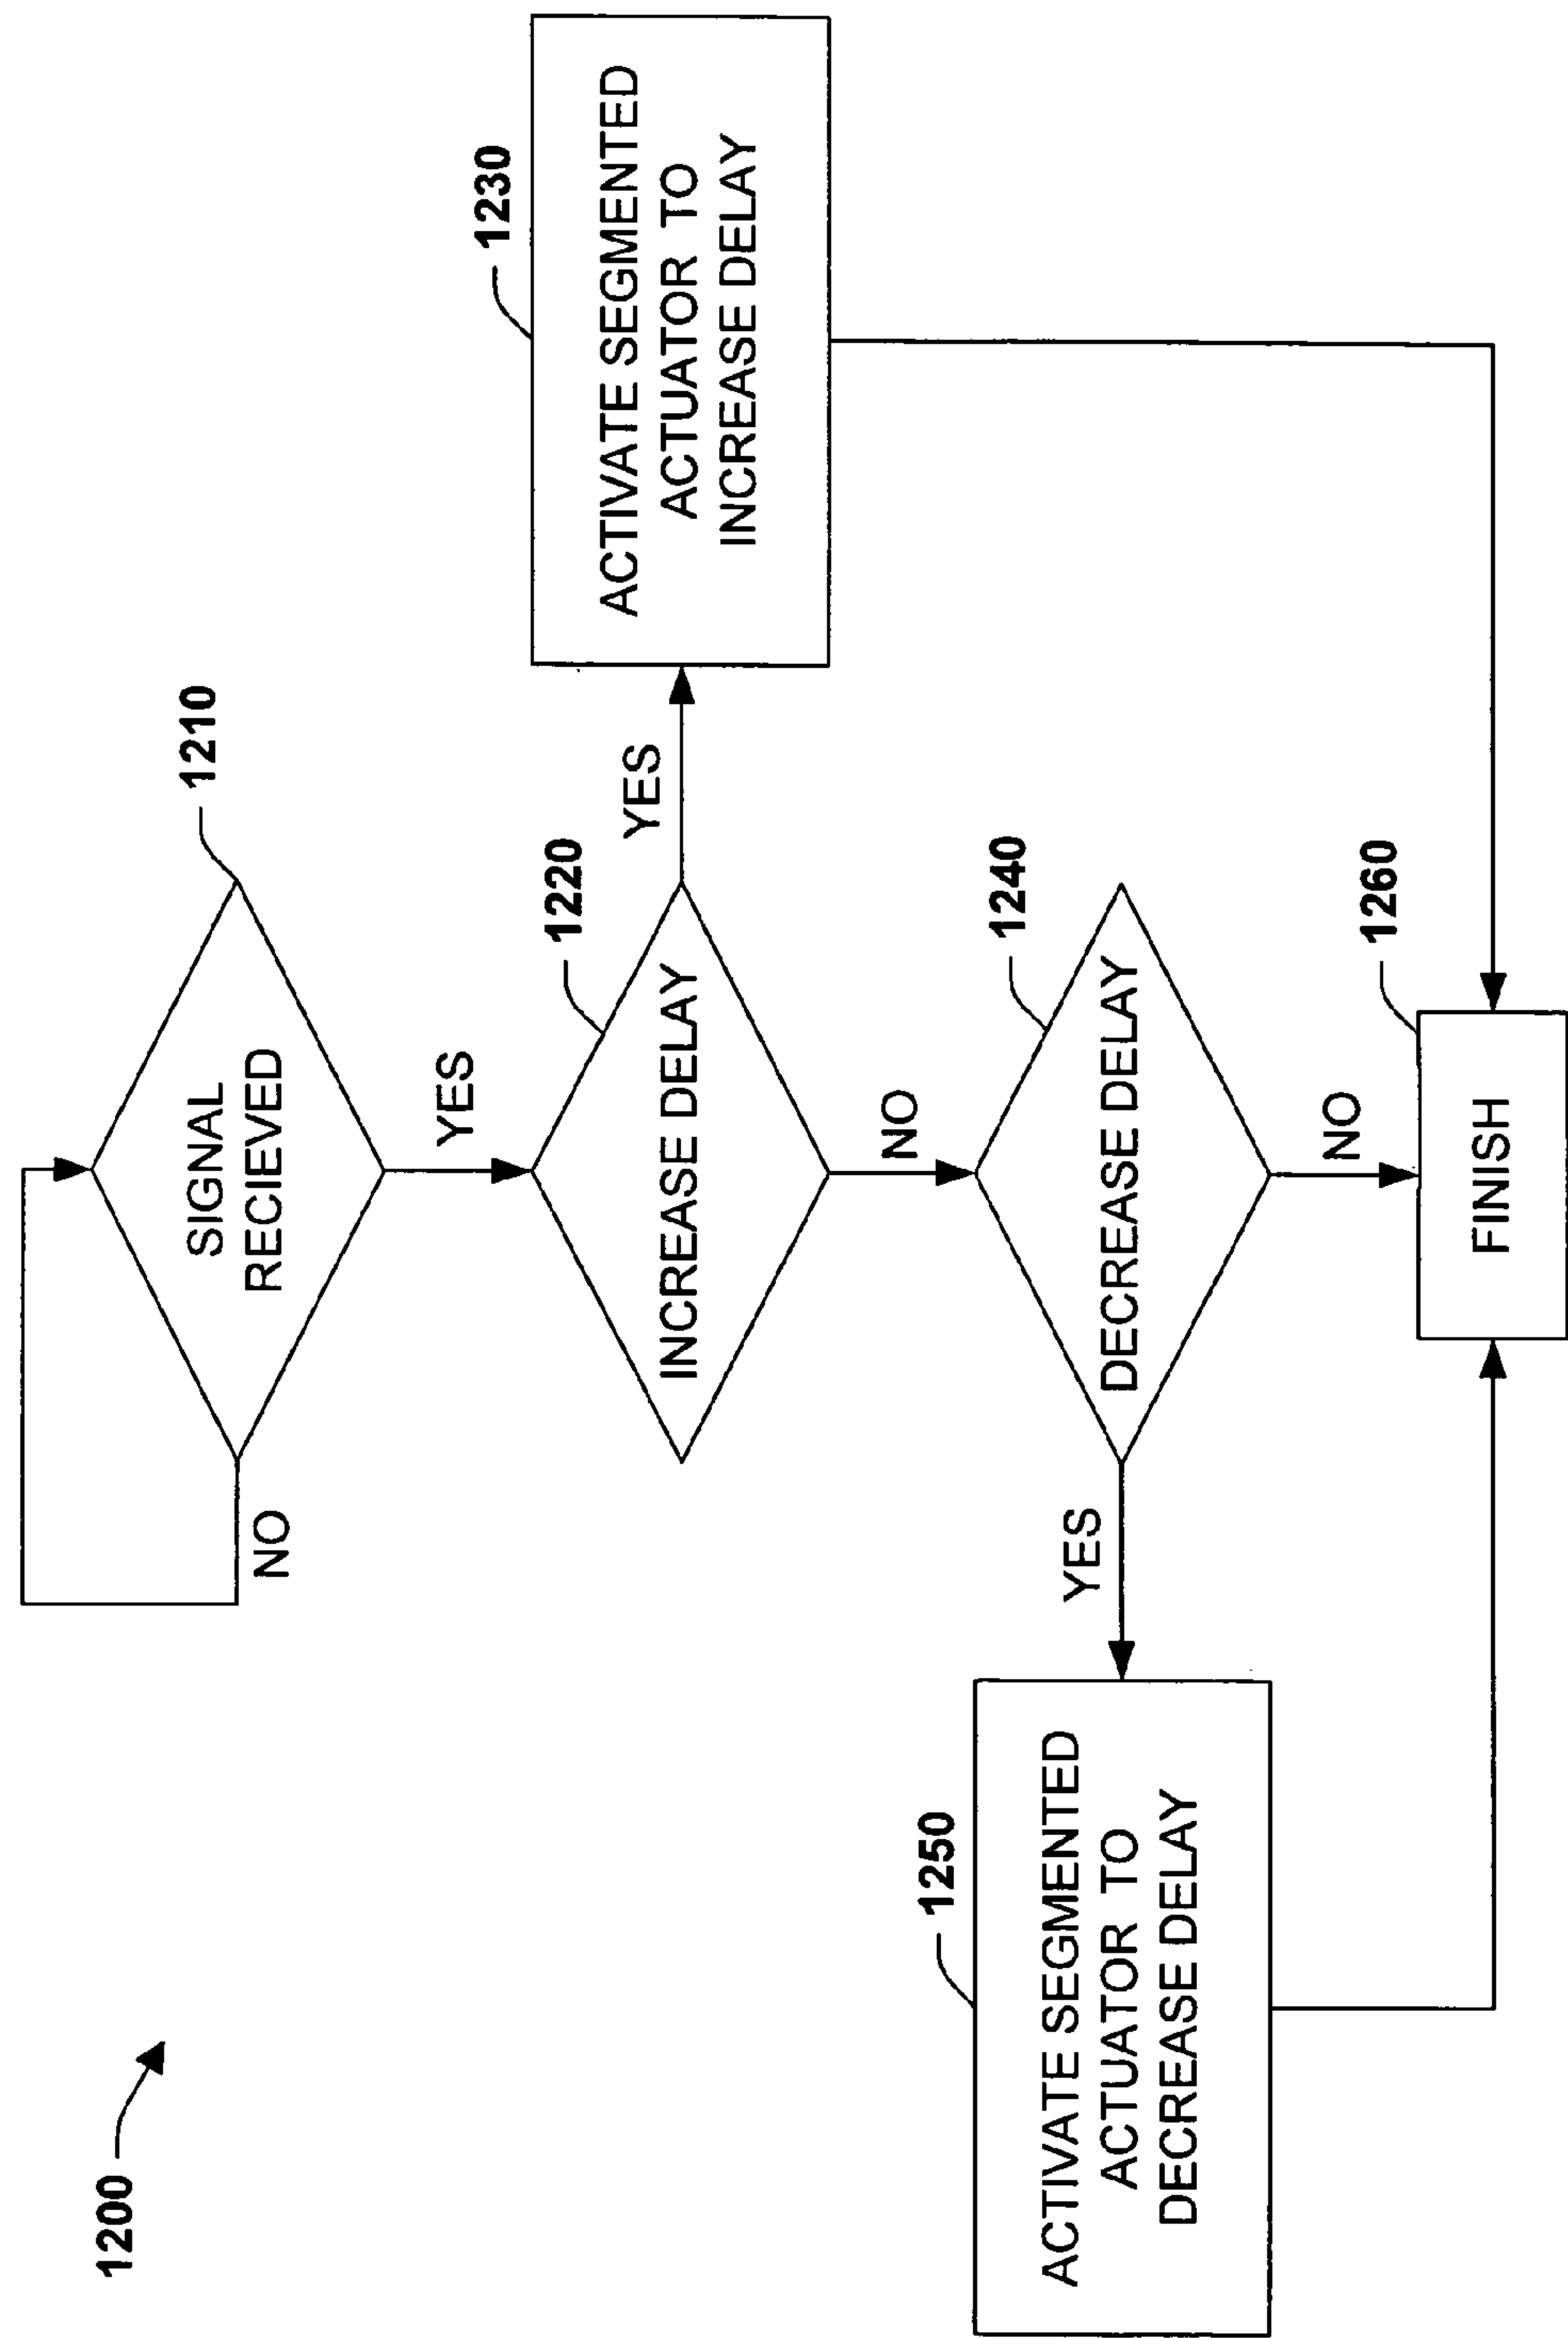 1200
SIGNAL
RECIEVED
1210
NO
YES
INCREASE DELAY
1220
YES
ACTIVATE SEGMENTED
ACTUATOR TO
INCREASE DELAY
1230
NO
DECREASE DELAY
1240
YES
ACTIVATE SEGMENTED
ACTUATOR TO
DECREASE DELAY
1250
NO
FINISH
1260